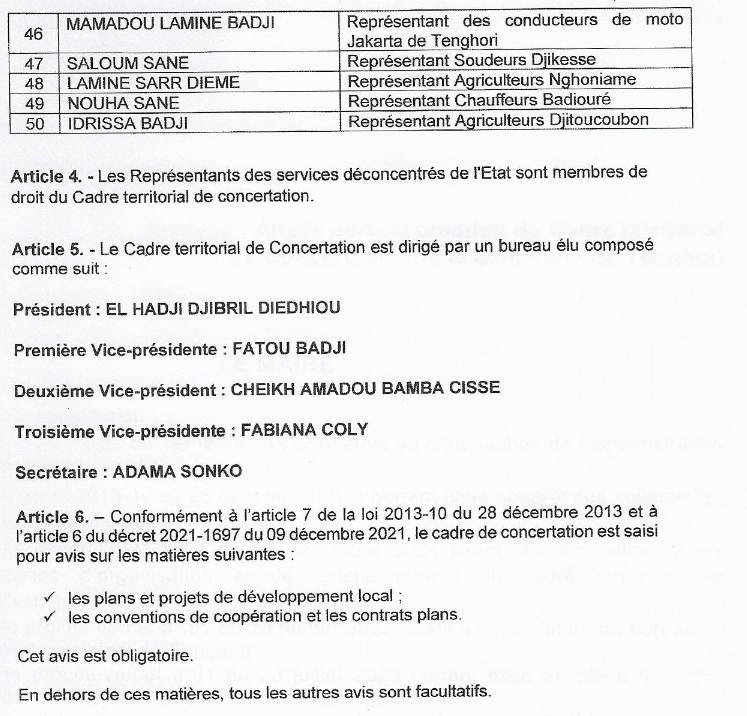 46 MAMADOU LAMINE BADJI Représentant des conducteurs de moto
Jakarta de Tenghori
47 SALOUM SANE Représentant Soudeurs Djikesse
48 LAMINE SARR DIEME Représentant Agriculteurs Nghoniame
49 NOUHA SANE Représentant Chauffeurs Badiouré
50 IDRISSA BADJI Représentant Agriculteurs Djitoucoubon
Article 4. - Les Représentants des services déconcentrés de l'Etat sont membres de
droit du Cadre territorial de concertation.
Article 5. - Le Cadre territorial de Concertation est dirigé par un bureau élu composé
comme suit :
Président : EL HADJI DJIBRIL DIEDHIOU
Première Vice-présidente : FATOU BADJI
Deuxième Vice-président : CHEIKH AMADOU BAMBA CISSE
Troisième Vice-présidente : FABIANA COLY
Secrétaire : ADAMA SONKO
Article 6. – Conformément à l'article 7 de la loi 2013-10 du 28 décembre 2013 et à
l'article 6 du décret 2021-1697 du 09 décembre 2021, le cadre de concertation est saisi
pour avis sur les matières suivantes :
✓ les plans et projets de développement local ;
✓ les conventions de coopération et les contrats plans.
Cet avis est obligatoire.
En dehors de ces matières, tous les autres avis sont facultatifs.